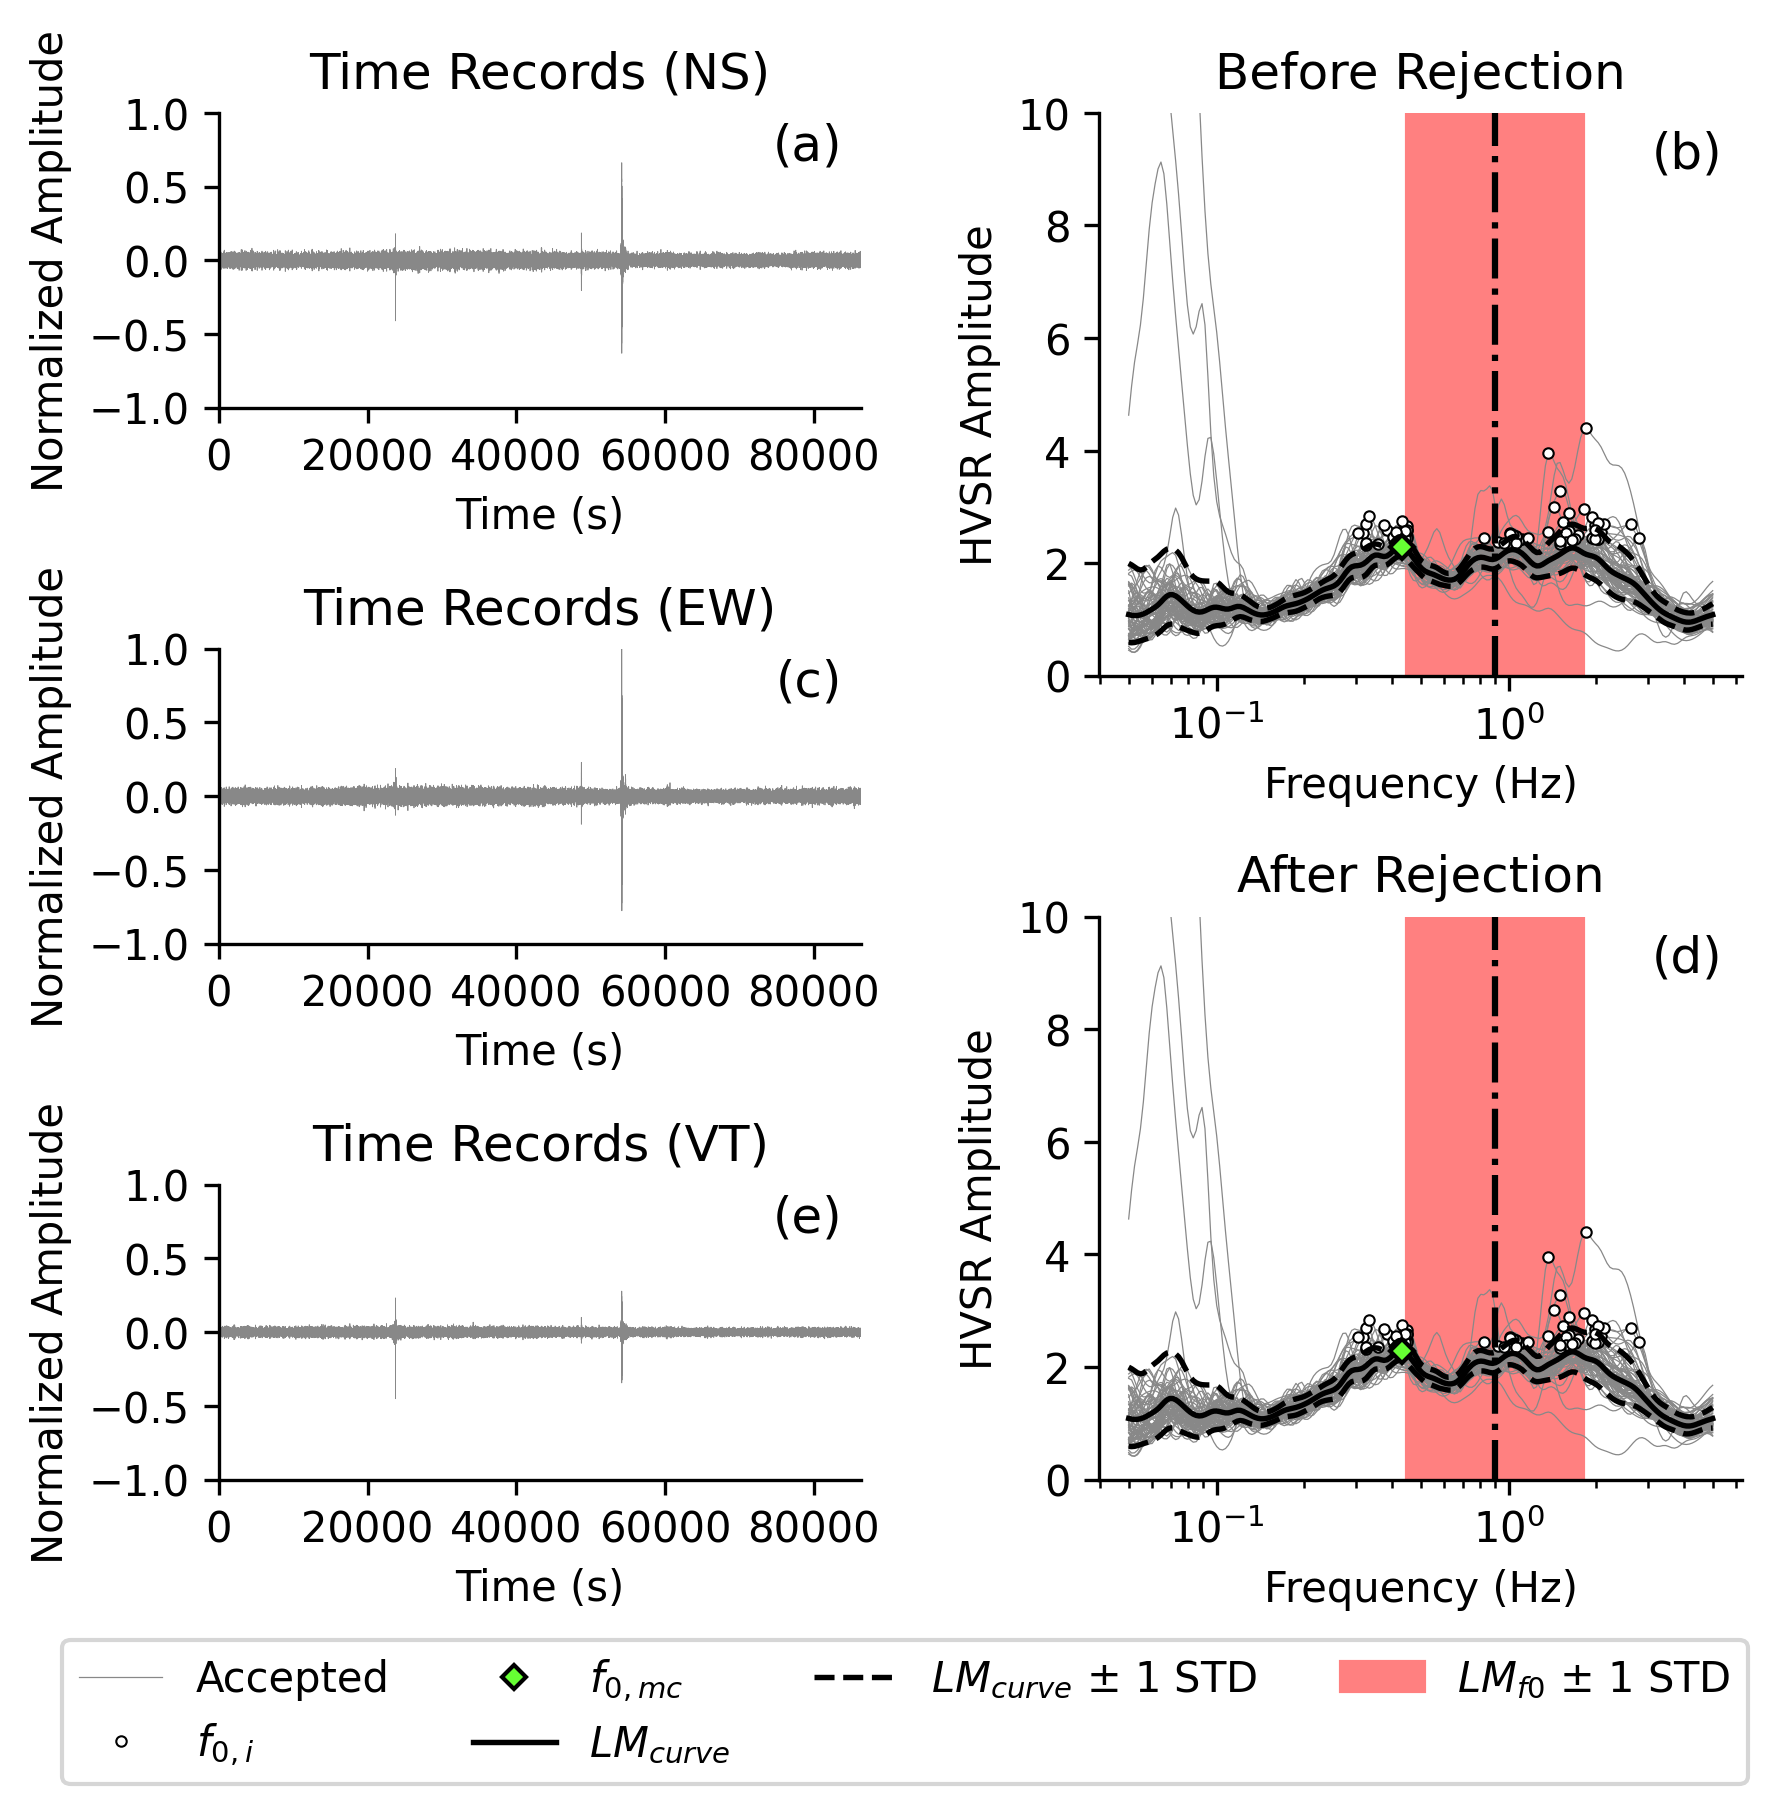 Time Records (NS)
Normalized Amplitude
1.0
0.5
0.0
−0.5
−1.0
(a)
0 20000 40000 60000 80000
Time (s)
Before Rejection
HVSR Amplitude
10
8
6
4
2
0
(b)
10⁻¹ 10⁰
Frequency (Hz)
Time Records (EW)
Normalized Amplitude
1.0
0.5
0.0
−0.5
−1.0
(c)
0 20000 40000 60000 80000
Time (s)
After Rejection
HVSR Amplitude
10
8
6
4
2
0
(d)
10⁻¹ 10⁰
Frequency (Hz)
Time Records (VT)
Normalized Amplitude
1.0
0.5
0.0
−0.5
−1.0
(e)
0 20000 40000 60000 80000
Time (s)
Accepted
f0,i
f0,mc
LMcurve
LMcurve ± 1 STD
LMf0 ± 1 STD